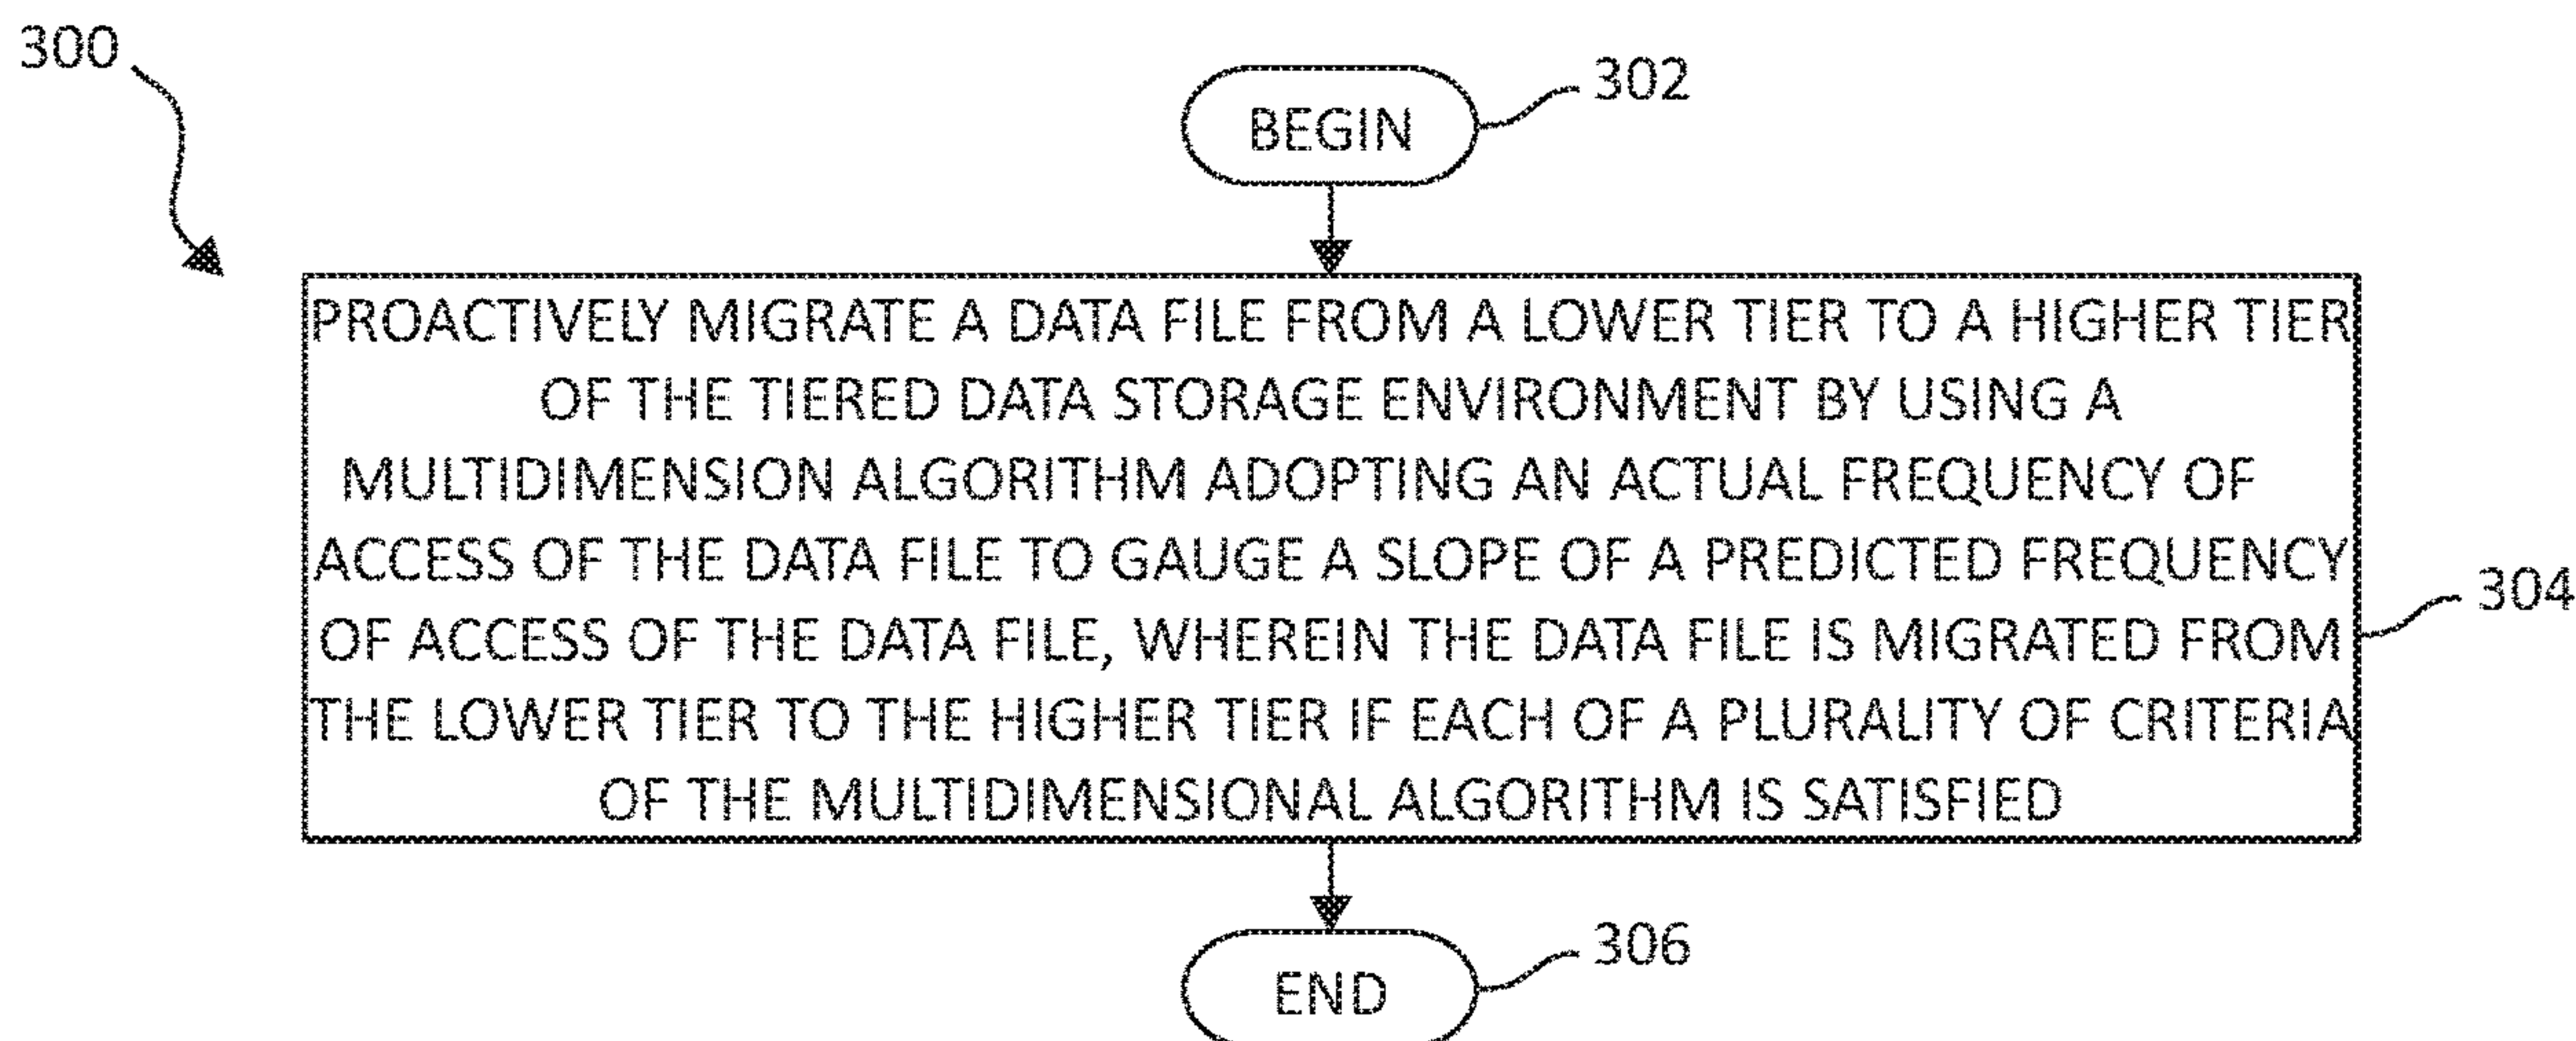 300
BEGIN
302
PROACTIVELY MIGRATE A DATA FILE FROM A LOWER TIER TO A HIGHER TIER
OF THE TIERED DATA STORAGE ENVIRONMENT BY USING A
MULTIDIMENSION ALGORITHM ADOPTING AN ACTUAL FREQUENCY OF
ACCESS OF THE DATA FILE TO GAUGE A SLOPE OF A PREDICTED FREQUENCY
OF ACCESS OF THE DATA FILE, WHEREIN THE DATA FILE IS MIGRATED FROM
THE LOWER TIER TO THE HIGHER TIER IF EACH OF A PLURALITY OF CRITERIA
OF THE MULTIDIMENSIONAL ALGORITHM IS SATISFIED
304
END
306